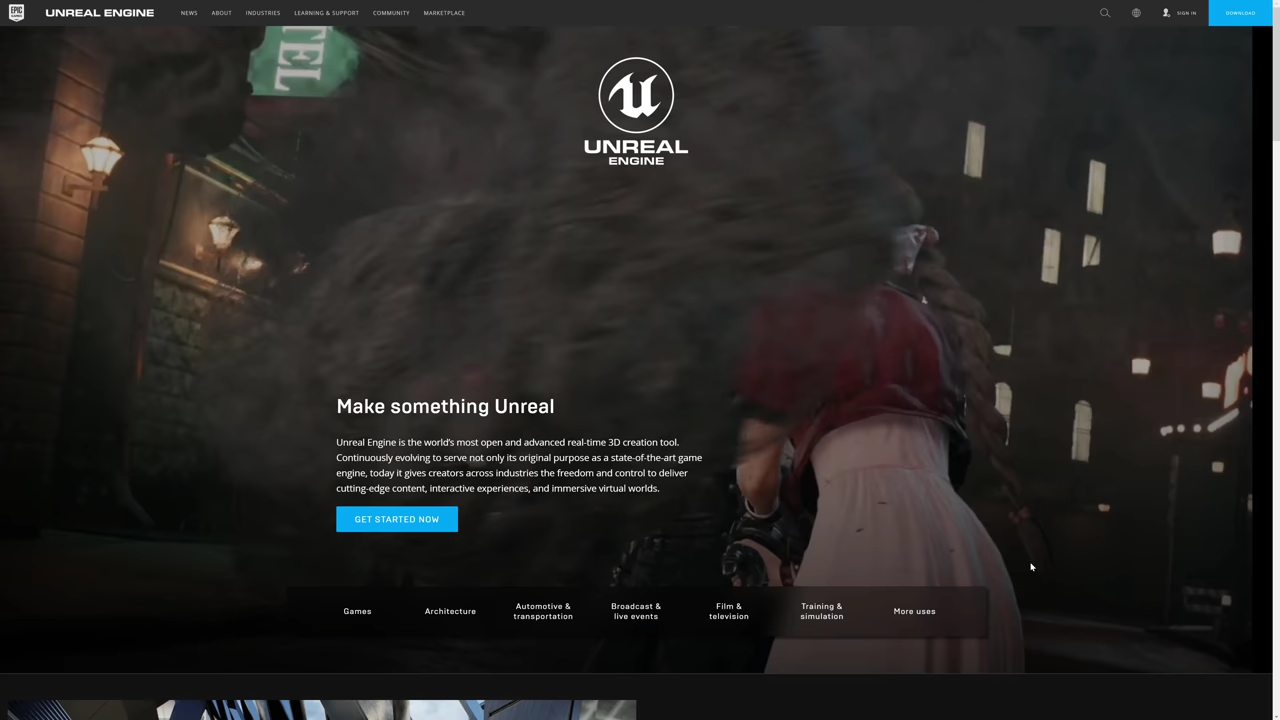 EPIC GAMES
UNREAL ENGINE
NEWS
ABOUT
INDUSTRIES
LEARNING & SUPPORT
COMMUNITY
MARKETPLACE
SIGN IN
DOWNLOAD
TEL
UNREAL
ENGINE
Make something Unreal
Unreal Engine is the world's most open and advanced real-time 3D creation tool.
Continuously evolving to serve not only its original purpose as a state-of-the-art game
engine, today it gives creators across industries the freedom and control to deliver
cutting-edge content, interactive experiences, and immersive virtual worlds.
GET STARTED NOW
Games
Architecture
Automotive &
transportation
Broadcast &
live events
Film &
television
Training &
simulation
More uses